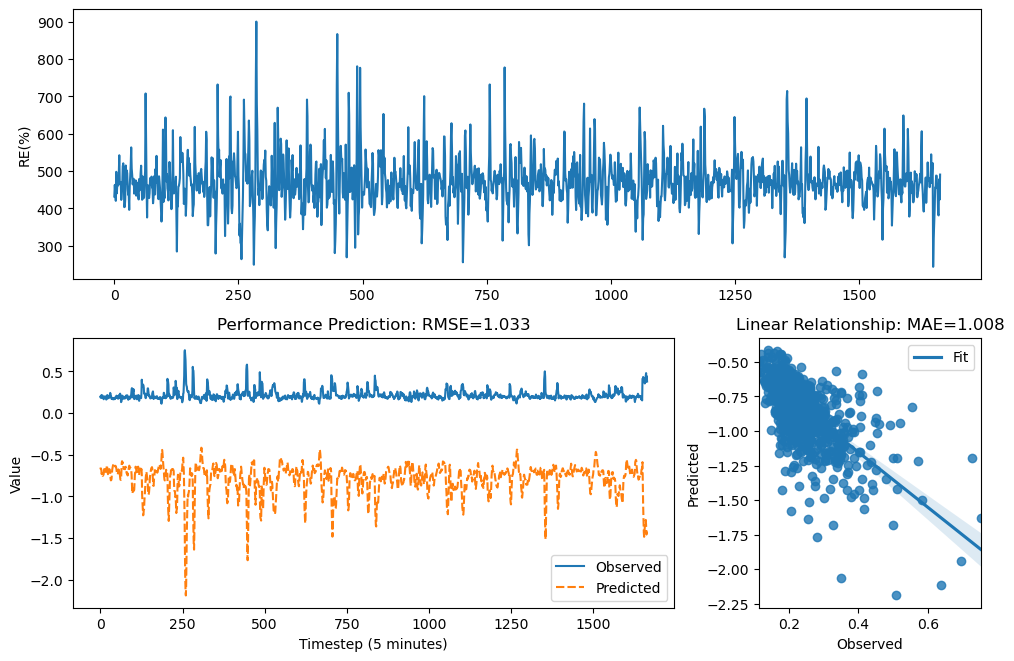 900
800
700
600
500
400
300
RE(%)
0 250 500 750 1000 1250 1500
Performance Prediction: RMSE=1.033
0.5
0.0
−0.5
−1.0
−1.5
−2.0
Value
Observed
Predicted
0 250 500 750 1000 1250 1500
Timestep (5 minutes)
Linear Relationship: MAE=1.008
Fit
−0.50
−0.75
−1.00
−1.25
−1.50
−1.75
−2.00
−2.25
Predicted
0.2 0.4 0.6
Observed